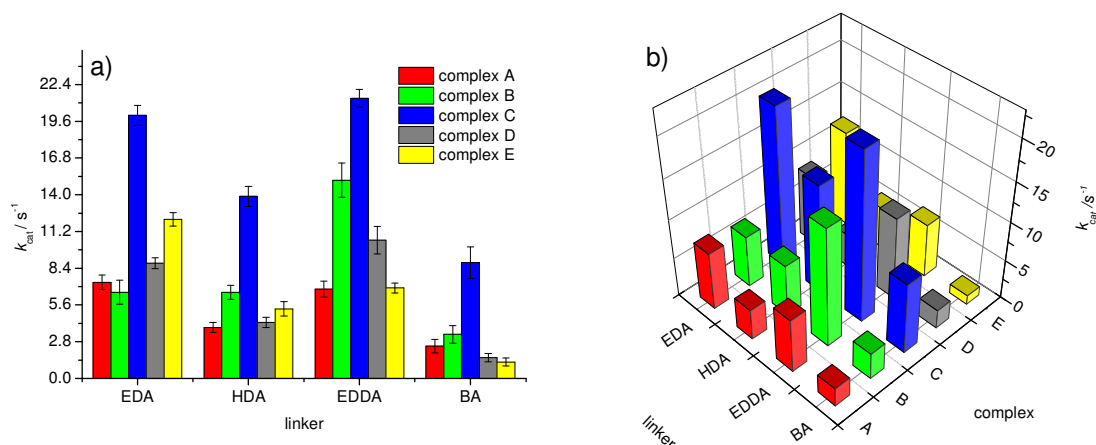 a)
complex A
complex B
complex C
complex D
complex E
22.4
19.6
16.8
14.0
11.2
8.4
5.6
2.8
0.0
k_cat / s^-1
EDA HDA EDDA BA
linker
b)
20
15
10
5
0
k_car /s^-1
EDA
HDA
EDDA
BA
A
B
C
D
E
linker
complex